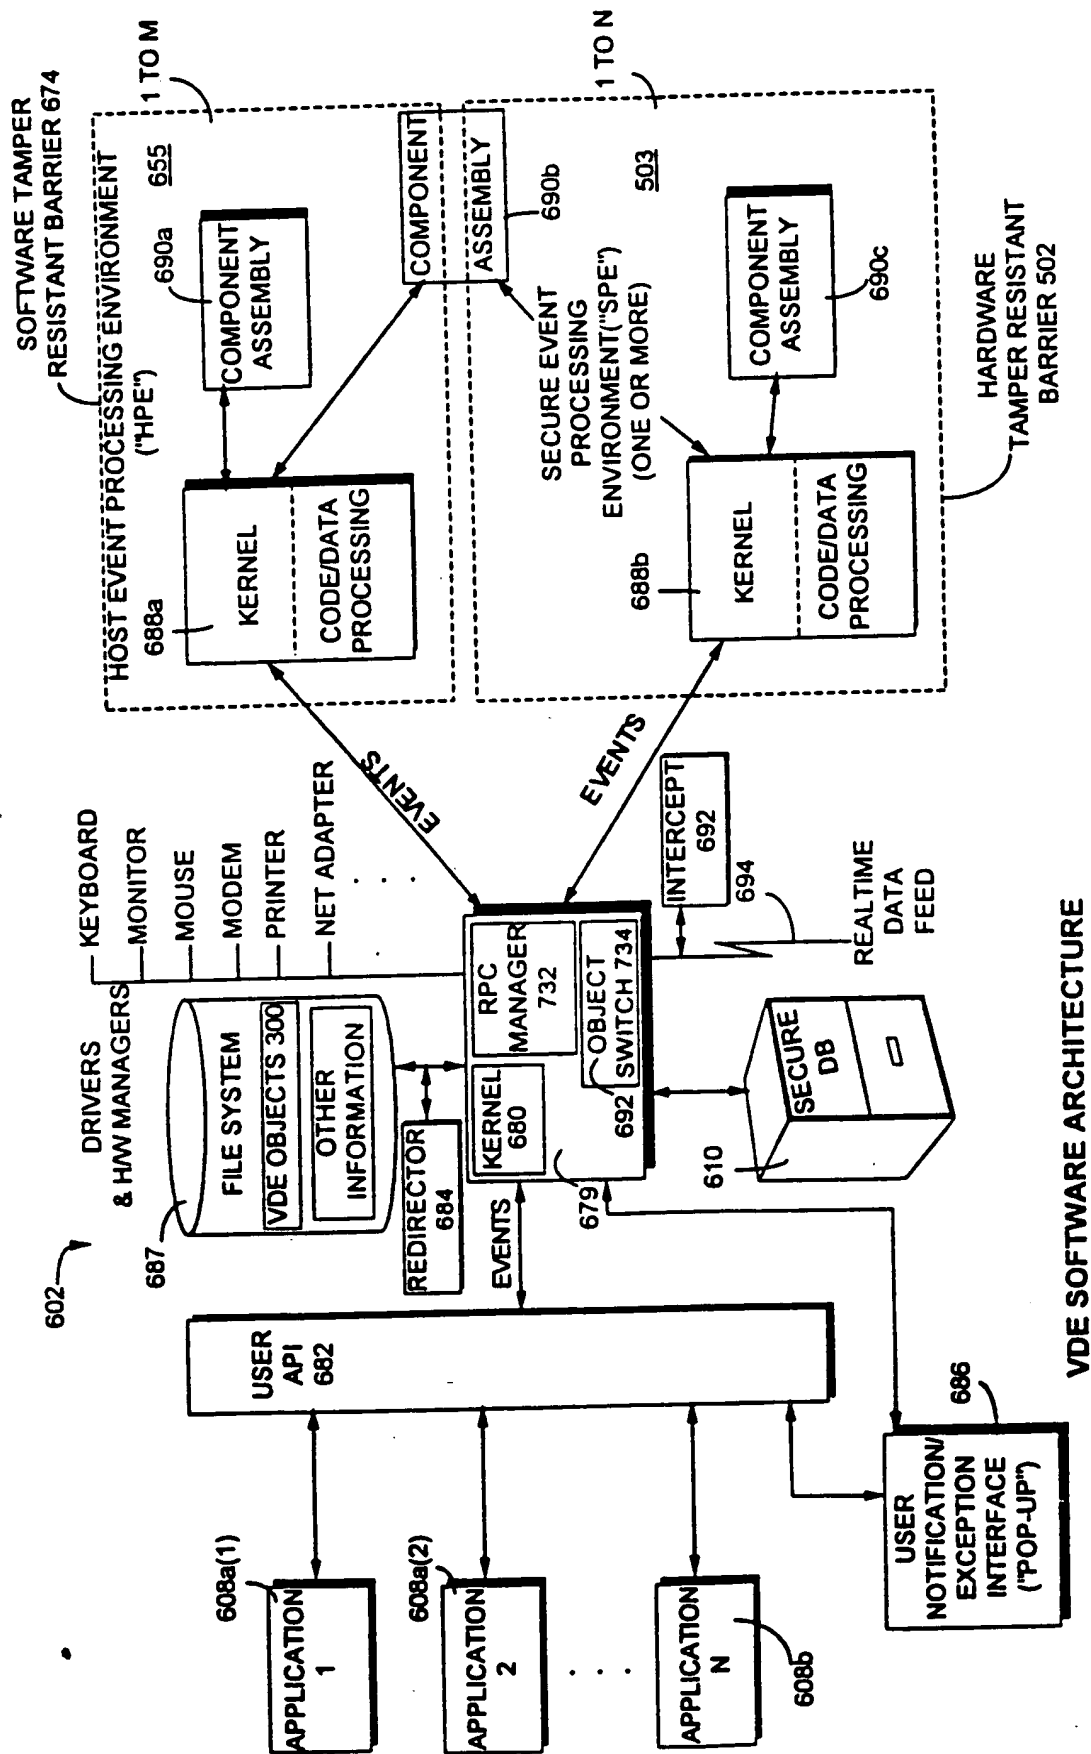 602
DRIVERS
& H/W MANAGERS
KEYBOARD
MONITOR
MOUSE
MODEM
PRINTER
NET ADAPTER
. . .
SOFTWARE TAMPER
RESISTANT BARRIER 674
HOST EVENT PROCESSING ENVIRONMENT
("HPE")
655
1 TO M
688a
KERNEL
CODE/DATA
PROCESSING
690a
COMPONENT
ASSEMBLY
COMPONENT
ASSEMBLY
690b
1 TO N
503
SECURE EVENT
PROCESSING
ENVIRONMENT("SPE")
(ONE OR MORE)
688b
KERNEL
CODE/DATA
PROCESSING
COMPONENT
ASSEMBLY
690c
HARDWARE
TAMPER RESISTANT
BARRIER 502
EVENTS
EVENTS
687
FILE SYSTEM
VDE OBJECTS 300
OTHER
INFORMATION
REDIRECTOR
684
EVENTS
KERNEL
680
RPC
MANAGER
732
692
OBJECT
SWITCH 734
679
INTERCEPT
692
694
REALTIME
DATA
FEED
610
SECURE
DB
USER
API
682
608a(1)
APPLICATION
1
608a(2)
APPLICATION
2
. . . .
APPLICATION
N
608b
686
USER
NOTIFICATION/
EXCEPTION
INTERFACE
("POP-UP")
VDE SOFTWARE ARCHITECTURE